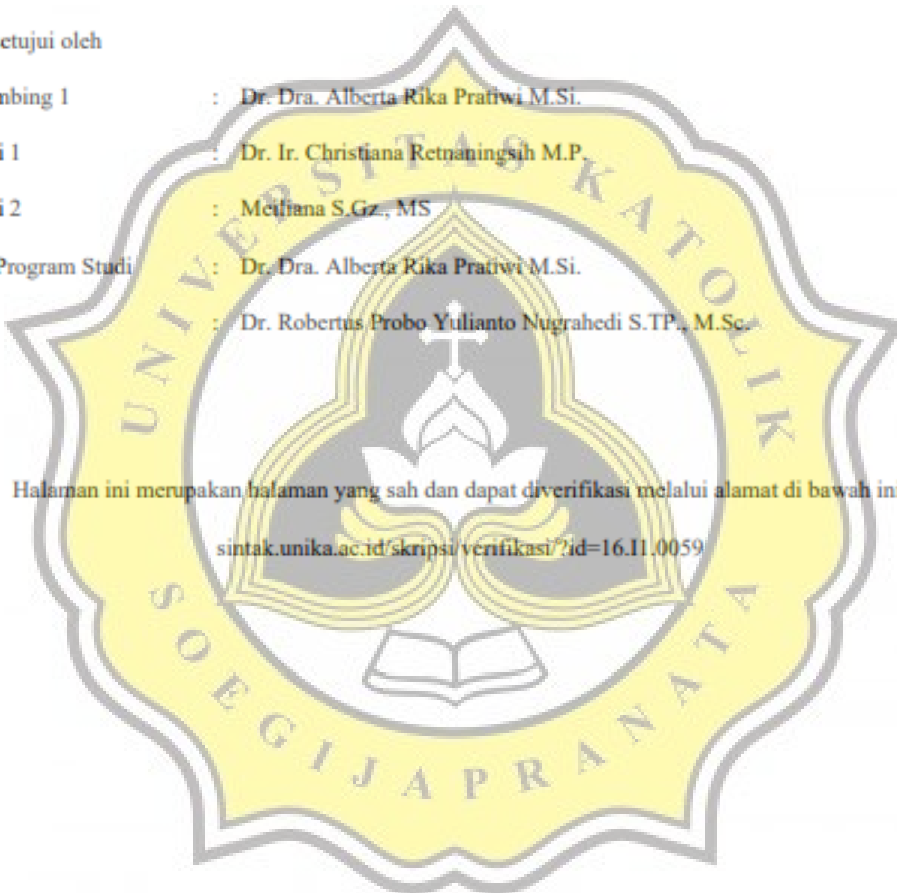 etujui oleh
nbing 1 : Dr. Dra. Alberta Rika Pratiwi M.Si.
i 1 : Dr. Ir. Christiana Retnaningsih M.P.
i 2 : Meiliana S.Gz., MS
Program Studi : Dr. Dra. Alberta Rika Pratiwi M.Si.
: Dr. Robertus Probo Yulianto Nugrahedi S.TP., M.Sc.
Halaman ini merupakan halaman yang sah dan dapat diverifikasi melalui alamat di bawah ini
sintak.unika.ac.id/skripsi/verifikasi/?id=16.I1.0059
UNIVERSITAS KATOLIK
SOEGIJAPRANATA